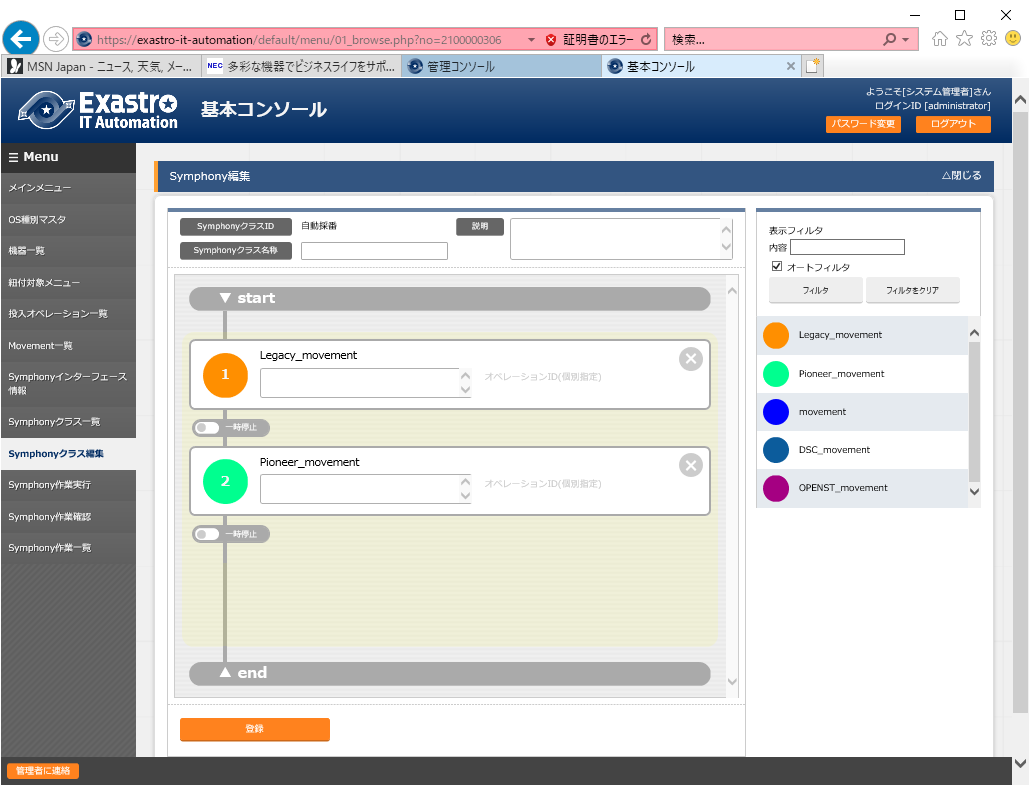 https://exastro-it-automation/default/menu/01_browse.php?no=2100000306
証明書のエラー
検索...
MSN Japan - ニュース, 天気, メー...
NEC 多彩な機器でビジネスライフをサポ...
管理コンソール
基本コンソール
Exastro
IT Automation
基本コンソール
ようこそ[システム管理者]さん
ログインID [administrator]
パスワード変更
ログアウト
☰ Menu
メインメニュー
OS種別マスタ
機器一覧
紐付対象メニュー
投入オペレーション一覧
Movement一覧
Symphonyインターフェース
情報
Symphonyクラス一覧
Symphonyクラス編集
Symphony作業実行
Symphony作業確認
Symphony作業一覧
Symphony編集
△閉じる
SymphonyクラスID
自動採番
説明
Symphonyクラス名称
▼ start
1
Legacy_movement
オペレーションID(個別指定)
一時停止
2
Pioneer_movement
オペレーションID(個別指定)
一時停止
▲ end
登録
表示フィルタ
内容
オートフィルタ
フィルタ
フィルタをクリア
Legacy_movement
Pioneer_movement
movement
DSC_movement
OPENST_movement
管理者に連絡